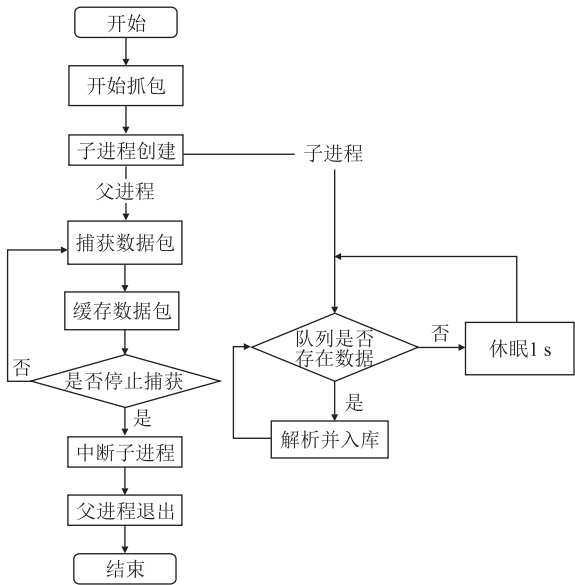 开始
开始抓包
子进程创建
子进程
父进程
捕获数据包
缓存数据包
队列是否
存在数据
否
休眠1 s
否
是否停止捕获
是
是
中断子进程
解析并入库
父进程退出
结束